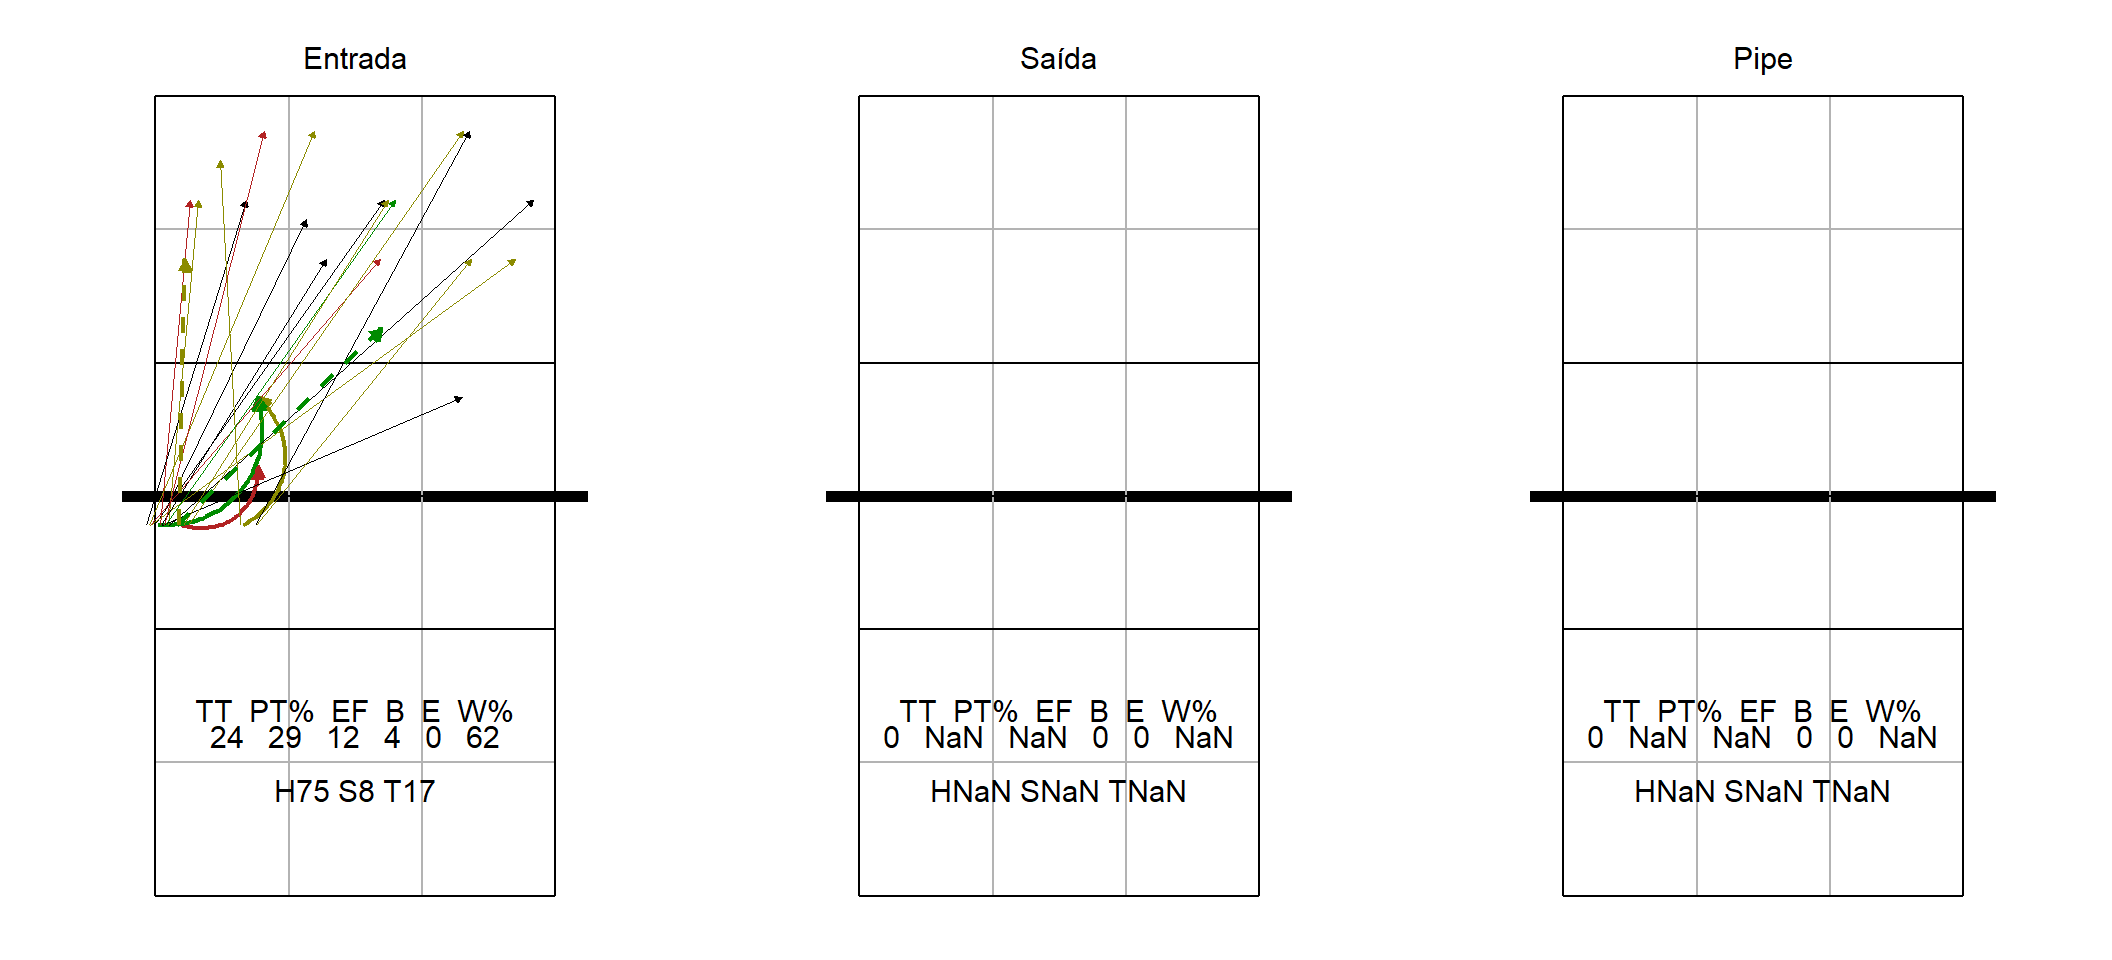 Entrada
TT PT% EF B E W%
24 29 12 4 0 62
H75 S8 T17
Saída
TT PT% EF B E W%
0 NaN NaN 0 0 NaN
HNaN SNaN TNaN
Pipe
TT PT% EF B E W%
0 NaN NaN 0 0 NaN
HNaN SNaN TNaN